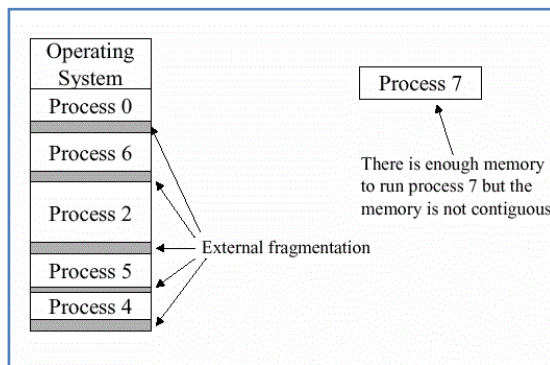 Operating
System
Process 0
Process 6
Process 2
Process 5
Process 4
External fragmentation
Process 7
There is enough memory
to run process 7 but the
memory is not contiguous